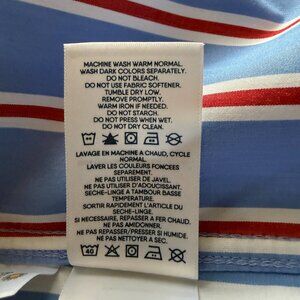 MACHINE WASH WARM NORMAL.
WASH DARK COLORS SEPARATELY.
DO NOT BLEACH.
DO NOT USE FABRIC SOFTENER.
TUMBLE DRY LOW.
REMOVE PROMPTLY.
WARM IRON IF NEEDED.
DO NOT STARCH.
DO NOT PRESS WHEN WET.
DO NOT DRY CLEAN.
LAVAGE EN MACHINE A CHAUD, CYCLE
NORMAL.
LAVER LES COULEURS FONCEES
SEPAREMENT.
NE PAS UTILISER DE JAVEL.
NE PAS UTILISER D'ADOUCISSANT.
SECHE-LINGE A TAMBOUR BASSE
TEMPERATURE.
SORTIR RAPIDEMENT L'ARTICLE DU
SECHE-LINGE.
SI NECESSAIRE, REPASSER A FER CHAUD.
NE PAS AMIDONNER.
NE PAS REPASSER/PRESSER SI HUMIDE.
NE PAS NETTOYER A SEC.
40